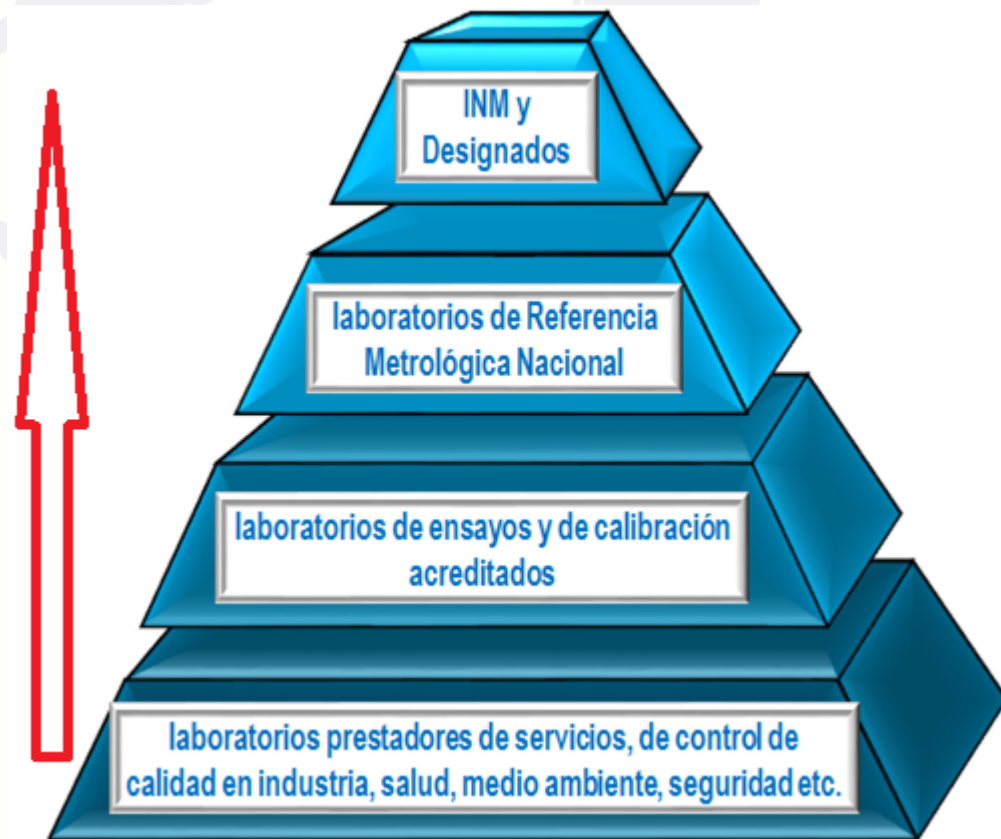 INM y
Designados
laboratorios de Referencia
Metrológica Nacional
laboratorios de ensayos y de calibración
acreditados
laboratorios prestadores de servicios, de control de
calidad en industria, salud, medio ambiente, seguridad etc.